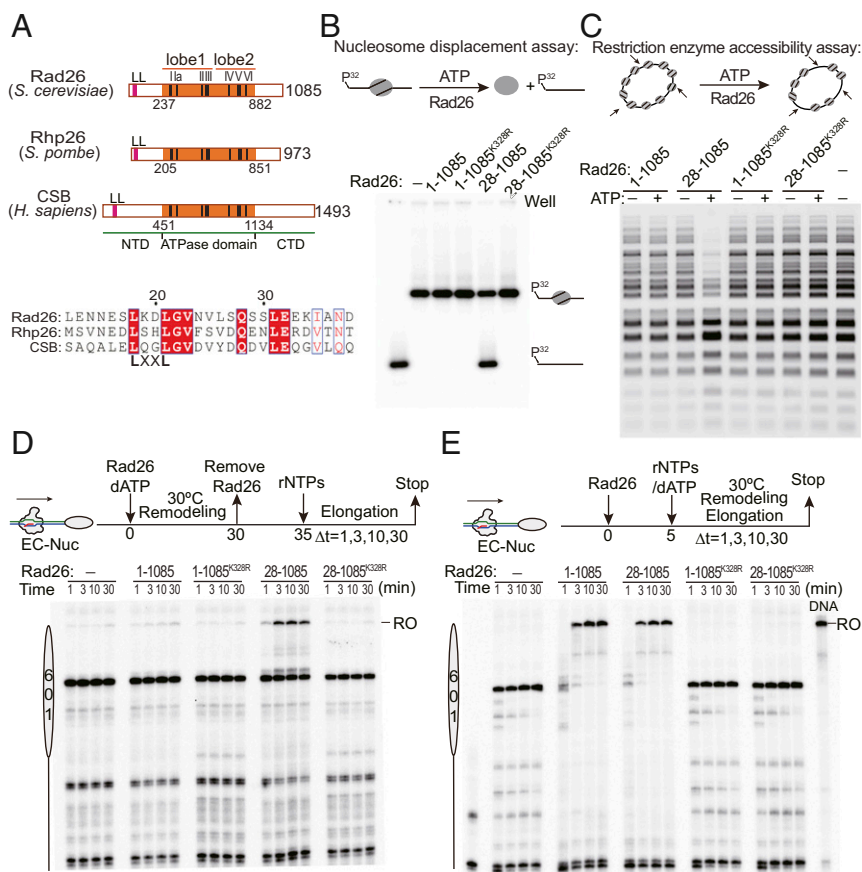 A
lobe1 lobe2
I Ia II III IV V VI
LL
Rad26
(S. cerevisiae)
1085
237 882
LL
Rhp26
(S. pombe)
973
205 851
LL
CSB
(H. sapiens)
1493
451 1134
NTD ATPase domain CTD
20 30
Rad26: LENNESLKDLGVNVLSQSSLEEKIAND
Rhp26: MSVNEDLSHLGVFSVDQENLERDVTNT
CSB: SAQALELQGLGVDVYDQDVLEQGVLQQ
LXXL
B
Nucleosome displacement assay:
P32
ATP
Rad26
+
P32
Rad26:
–
1-1085
1-1085K328R
28-1085
28-1085K328R
Well
P32
P32
C
Restriction enzyme accessibility assay:
ATP
Rad26
Rad26:
1-1085
28-1085
1-1085K328R
28-1085K328R
–
ATP: – + – + – + – + –
D
Rad26
dATP
Remove
Rad26
rNTPs
Stop
30ºC
Remodeling
Elongation
0 30 35 Δt=1,3,10,30
EC-Nuc
Rad26: – 1-1085 1-1085K328R 28-1085 28-1085K328R
Time 1 3 10 30 1 3 10 30 1 3 10 30 1 3 10 30 1 3 10 30 (min)
RO
601
E
Rad26
rNTPs
/dATP
Stop
30ºC
Remodeling
Elongation
0 5 Δt=1,3,10,30
EC-Nuc
Rad26: – 1-1085 28-1085 1-1085K328R 28-1085K328R
Time 1 3 10 30 1 3 10 30 1 3 10 30 1 3 10 30 1 3 10 30 (min)
DNA
RO
601